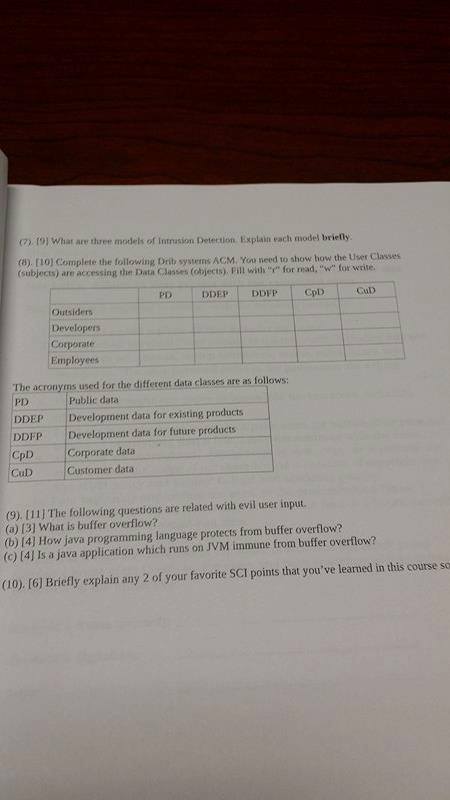 (7). [9] What are three models of Intrusion Detection. Explain each model briefly.
(8). [10] Complete the following Drib systems ACM. You need to show how the User Classes
(subjects) are accessing the Data Classes (objects). Fill with "r" for read, "w" for write.
PD DDEP DDFP CpD CuD
Outsiders
Developers
Corporate
Employees
The acronyms used for the different data classes are as follows:
PD Public data
DDEP Development data for existing products
DDFP Development data for future products
CpD Corporate data
CuD Customer data
(9). [11] The following questions are related with evil user input.
(a) [3] What is buffer overflow?
(b) [4] How java programming language protects from buffer overflow?
(c) [4] Is a java application which runs on JVM immune from buffer overflow?
(10). [6] Briefly explain any 2 of your favorite SCI points that you've learned in this course so